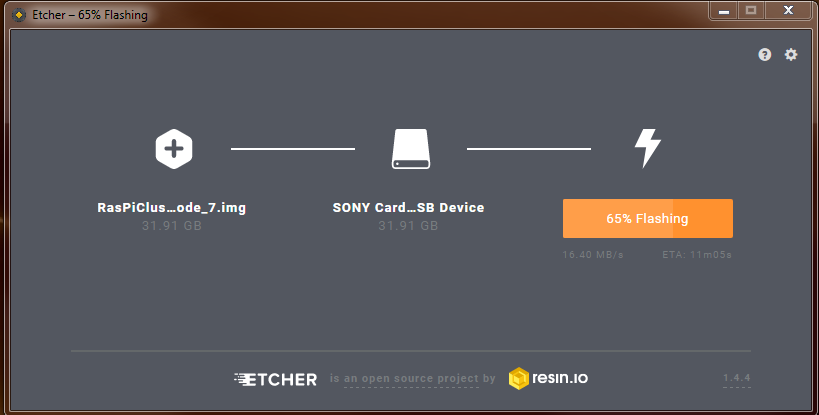 Etcher – 65% Flashing
RasPiClus...ode_7.img
31.91 GB
SONY Card...SB Device
31.91 GB
65% Flashing
16.40 MB/s
ETA: 11m05s
ETCHER is an open source project by resin.io
1.4.4